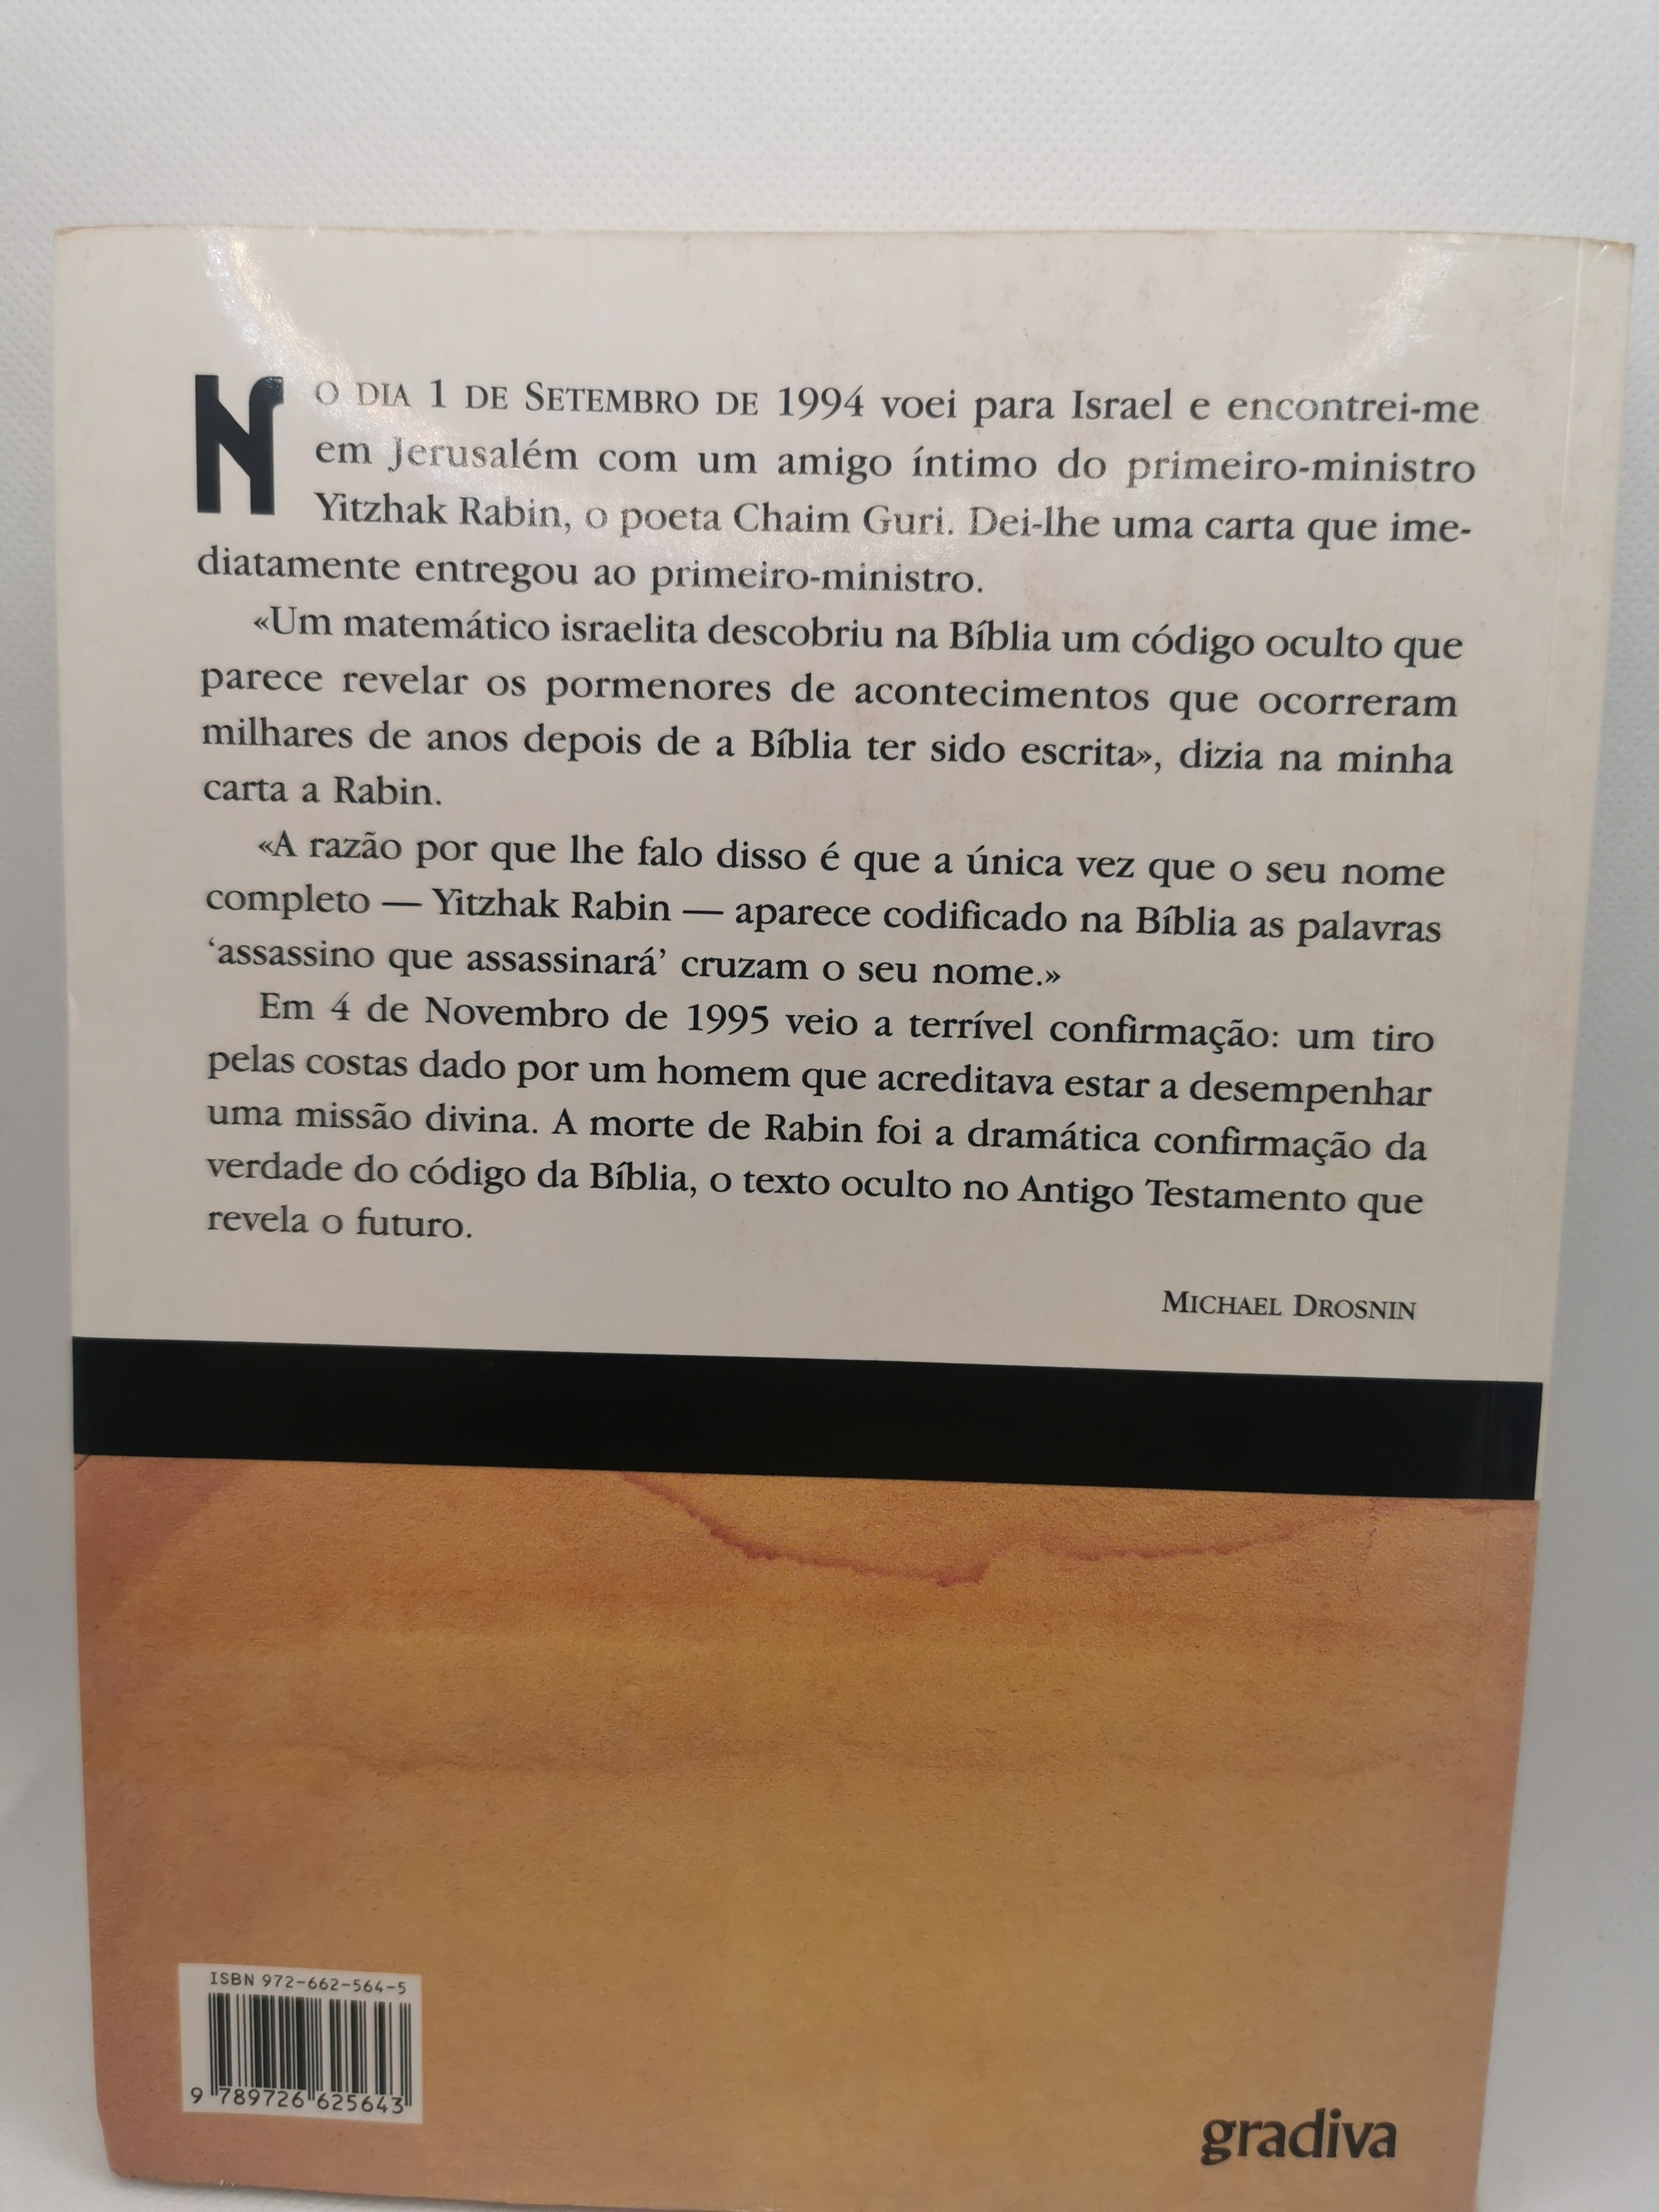 NO DIA 1 DE SETEMBRO DE 1994 voei para Israel e encontrei-me
em Jerusalém com um amigo íntimo do primeiro-ministro
Yitzhak Rabin, o poeta Chaim Guri. Dei-lhe uma carta que ime-
diatamente entregou ao primeiro-ministro.
«Um matemático israelita descobriu na Bíblia um código oculto que
parece revelar os pormenores de acontecimentos que ocorreram
milhares de anos depois de a Bíblia ter sido escrita», dizia na minha
carta a Rabin.
«A razão por que lhe falo disso é que a única vez que o seu nome
completo — Yitzhak Rabin — aparece codificado na Bíblia as palavras
‘assassino que assassinará’ cruzam o seu nome.»
Em 4 de Novembro de 1995 veio a terrível confirmação: um tiro
pelas costas dado por um homem que acreditava estar a desempenhar
uma missão divina. A morte de Rabin foi a dramática confirmação da
verdade do código da Bíblia, o texto oculto no Antigo Testamento que
revela o futuro.
MICHAEL DROSNIN
ISBN 972-662-564-5
9 789726 625643
gradiva